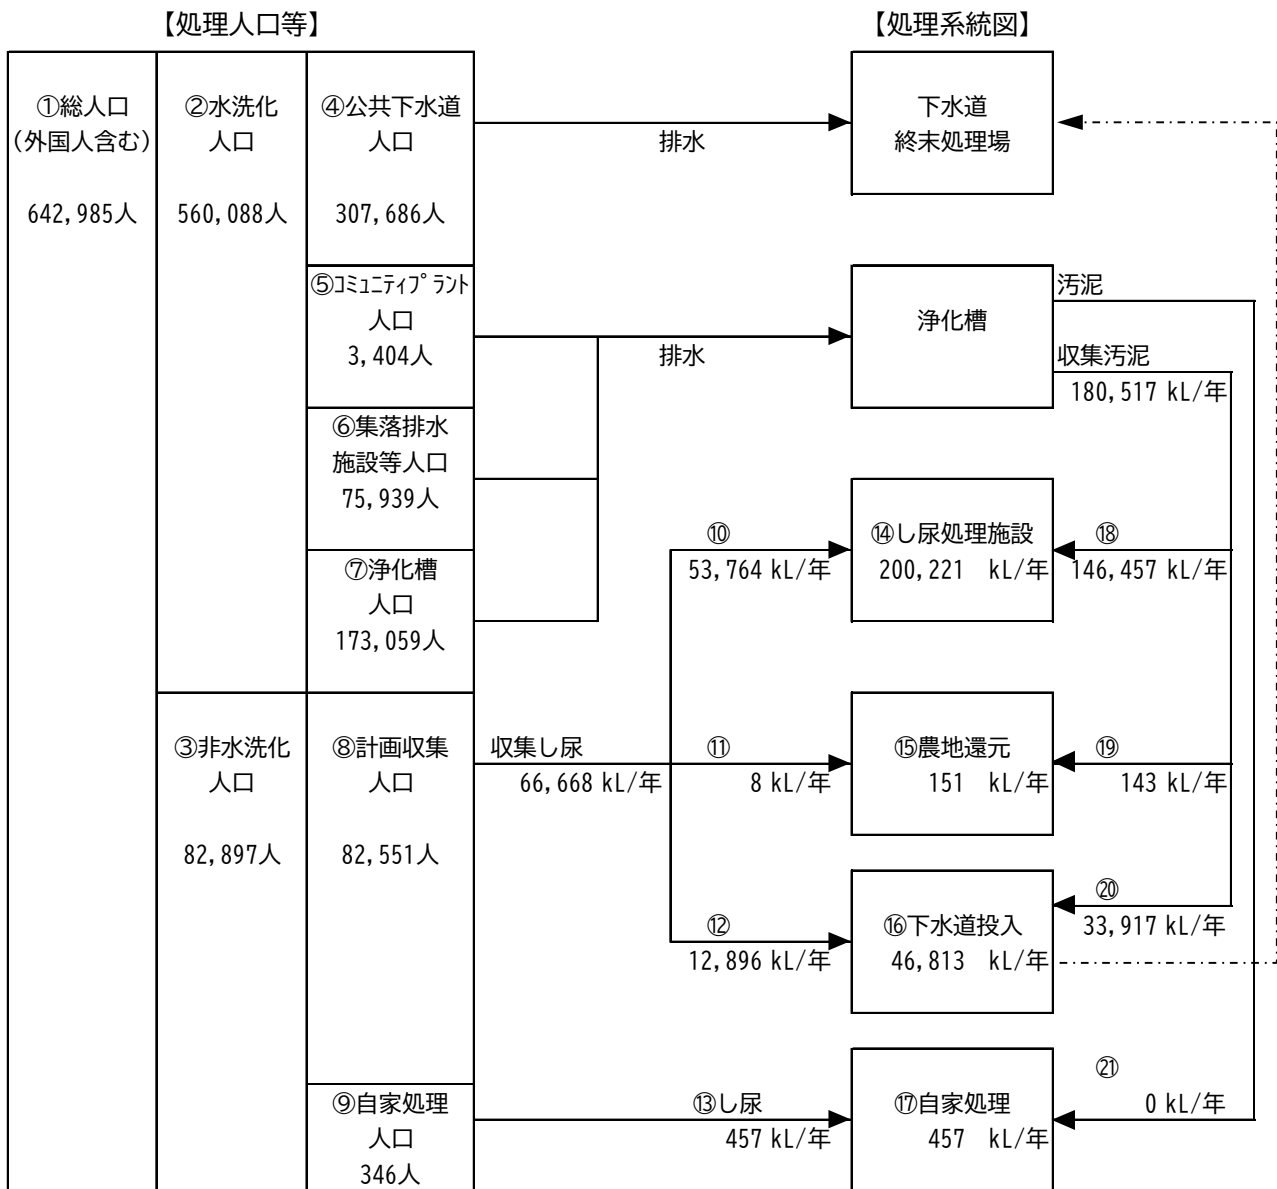 【処理人口等】
【処理系統図】
①総人口
(外国人含む)
642,985人
②水洗化
人口
560,088人
④公共下水道
人口
307,686人
排水
下水道
終末処理場
⑤ｺﾐｭﾆﾃｨﾌﾟﾗﾝﾄ
人口
3,404人
排水
浄化槽
汚泥
収集汚泥
180,517 kL/年
⑥集落排水
施設等人口
75,939人
⑦浄化槽
人口
173,059人
⑩
53,764 kL/年
⑭し尿処理施設
200,221 kL/年
⑱
146,457 kL/年
③非水洗化
人口
82,897人
⑧計画収集
人口
82,551人
収集し尿
66,668 kL/年
⑪
8 kL/年
⑮農地還元
151 kL/年
⑲
143 kL/年
⑫
12,896 kL/年
⑯下水道投入
46,813 kL/年
⑳
33,917 kL/年
⑨自家処理
人口
346人
⑬し尿
457 kL/年
⑰自家処理
457 kL/年
㉑
0 kL/年